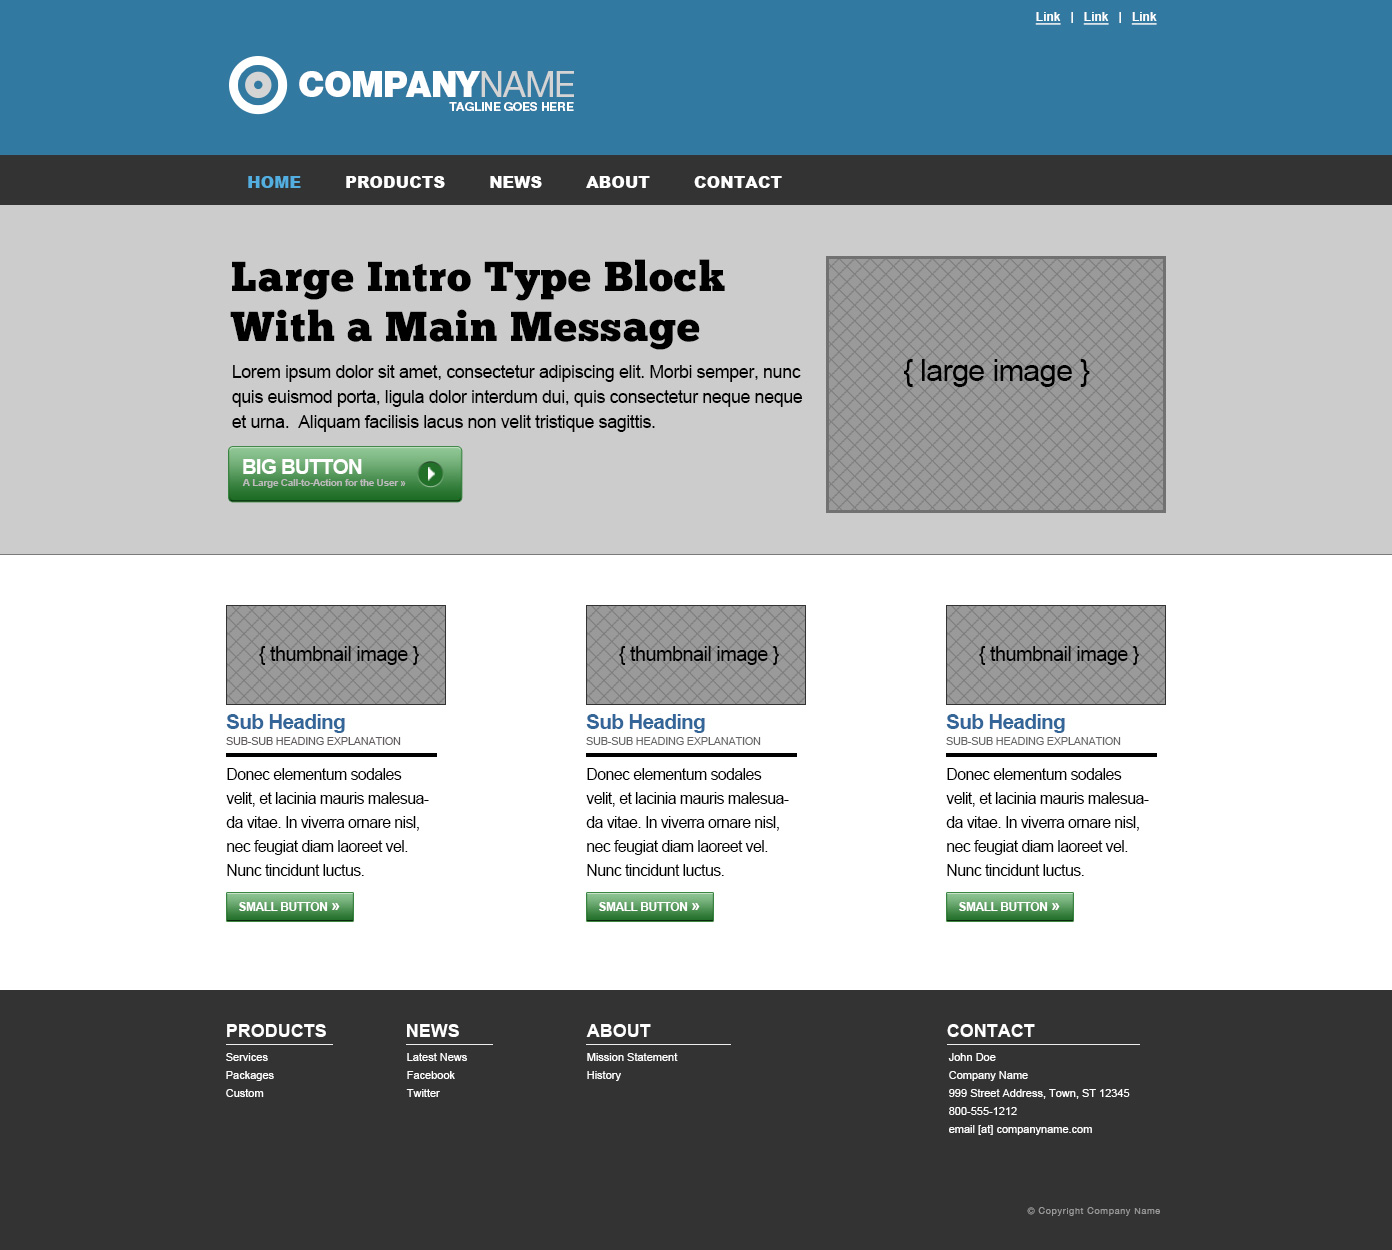 Link | Link | Link
COMPANYNAME
TAGLINE GOES HERE
HOME PRODUCTS NEWS ABOUT CONTACT
Large Intro Type Block
With a Main Message
Lorem ipsum dolor sit amet, consectetur adipiscing elit. Morbi semper, nunc
quis euismod porta, ligula dolor interdum dui, quis consectetur neque neque
et urna.  Aliquam facilisis lacus non velit tristique sagittis.
BIG BUTTON
A Large Call-to-Action for the User »
{ large image }
{ thumbnail image }
Sub Heading
SUB-SUB HEADING EXPLANATION
Donec elementum sodales
velit, et lacinia mauris malesua-
da vitae. In viverra ornare nisl,
nec feugiat diam laoreet vel.
Nunc tincidunt luctus.
SMALL BUTTON »
{ thumbnail image }
Sub Heading
SUB-SUB HEADING EXPLANATION
Donec elementum sodales
velit, et lacinia mauris malesua-
da vitae. In viverra ornare nisl,
nec feugiat diam laoreet vel.
Nunc tincidunt luctus.
SMALL BUTTON »
{ thumbnail image }
Sub Heading
SUB-SUB HEADING EXPLANATION
Donec elementum sodales
velit, et lacinia mauris malesua-
da vitae. In viverra ornare nisl,
nec feugiat diam laoreet vel.
Nunc tincidunt luctus.
SMALL BUTTON »
PRODUCTS
Services
Packages
Custom
NEWS
Latest News
Facebook
Twitter
ABOUT
Mission Statement
History
CONTACT
John Doe
Company Name
999 Street Address, Town, ST 12345
800-555-1212
email [at] companyname.com
© Copyright Company Name